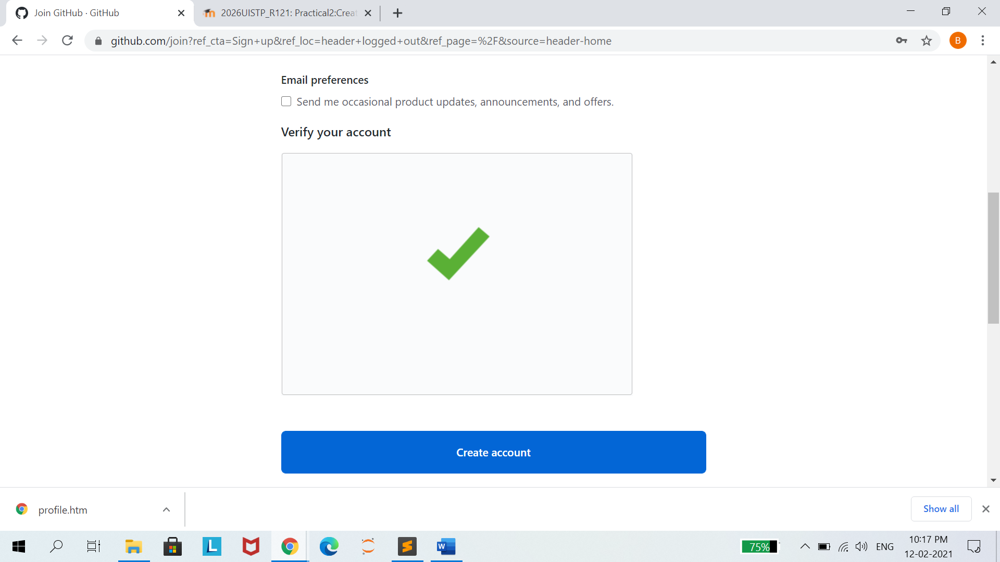 Join GitHub · GitHub
2026UISTP_R121: Practical2:Creat
github.com/join?ref_cta=Sign+up&ref_loc=header+logged+out&ref_page=%2F&source=header-home
B
Email preferences
Send me occasional product updates, announcements, and offers.
Verify your account
Create account
profile.htm
Show all
L
S
W
75%
ENG
10:17 PM
12-02-2021